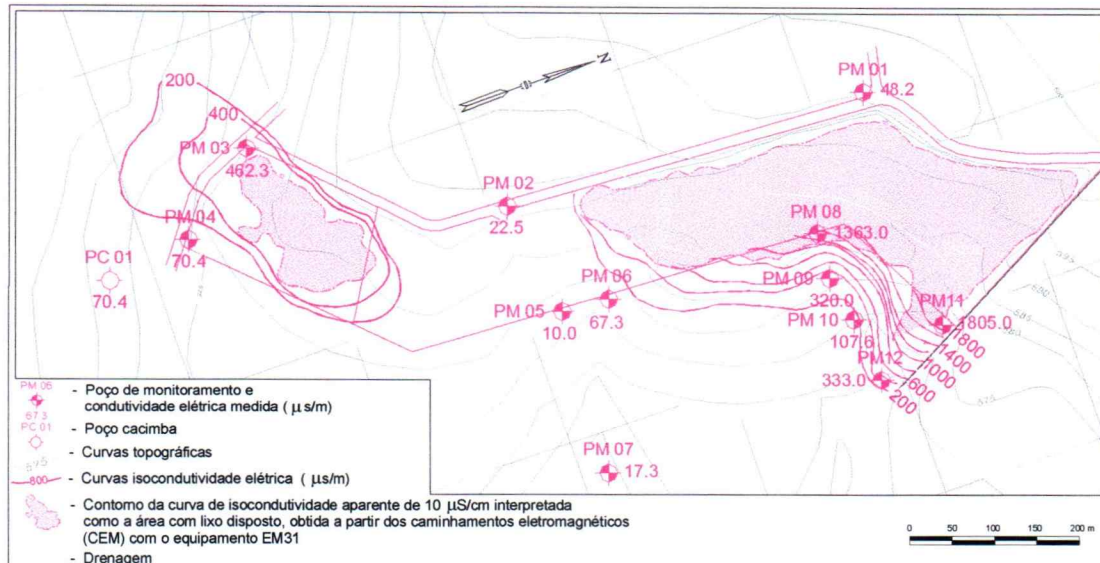 200
400
PM 03
462.3
PM 04
70.4
PC 01
70.4
N
PM 01
48.2
PM 02
22.5
PM 08
1363.0
PM 09
320.0
PM 06
67.3
PM 05
10.0
PM 10
107.6
PM11
1805.0
PM12
333.0
1800
1400
1000
600
200
PM 07
17.3
575
585
PM 06
67.3
- Poço de monitoramento e
condutividade elétrica medida ( μ s/m)
PC 01
- Poço cacimba
595
- Curvas topográficas
800
- Curvas isocondutividade elétrica ( μs/m)
- Contorno da curva de isocondutividade aparente de 10 μS/cm interpretada
como a área com lixo disposto, obtida a partir dos caminhamentos eletromagnéticos
(CEM) com o equipamento EM31
- Drenagem
0 50 100 150 200 m